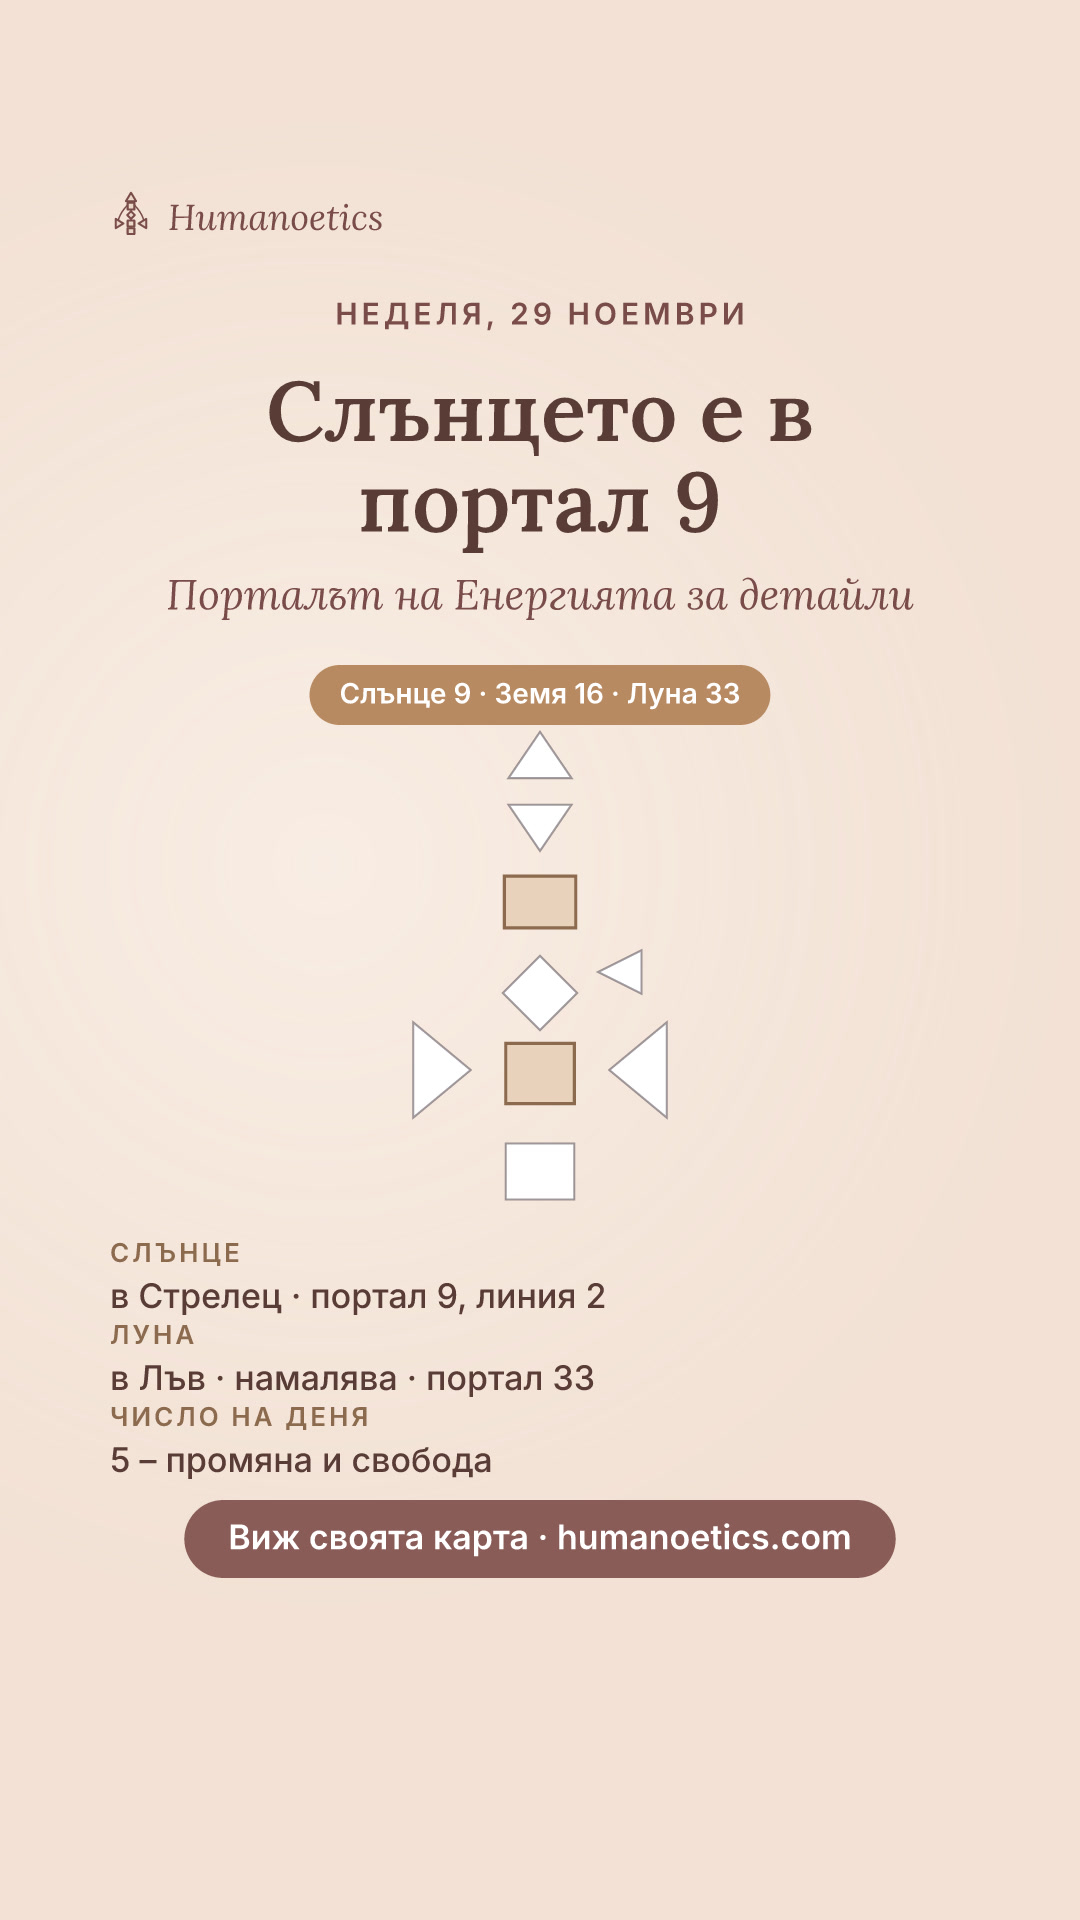 Humanoetics
НЕДЕЛЯ, 29 НОЕМВРИ
Слънцето е в
портал 9
Порталът на Енергията за детайли
Слънце 9 · Земя 16 · Луна 33
СЛЪНЦЕ
в Стрелец · портал 9, линия 2
ЛУНА
в Лъв · намалява · портал 33
ЧИСЛО НА ДЕНЯ
5 – промяна и свобода
Виж своята карта · humanoetics.com